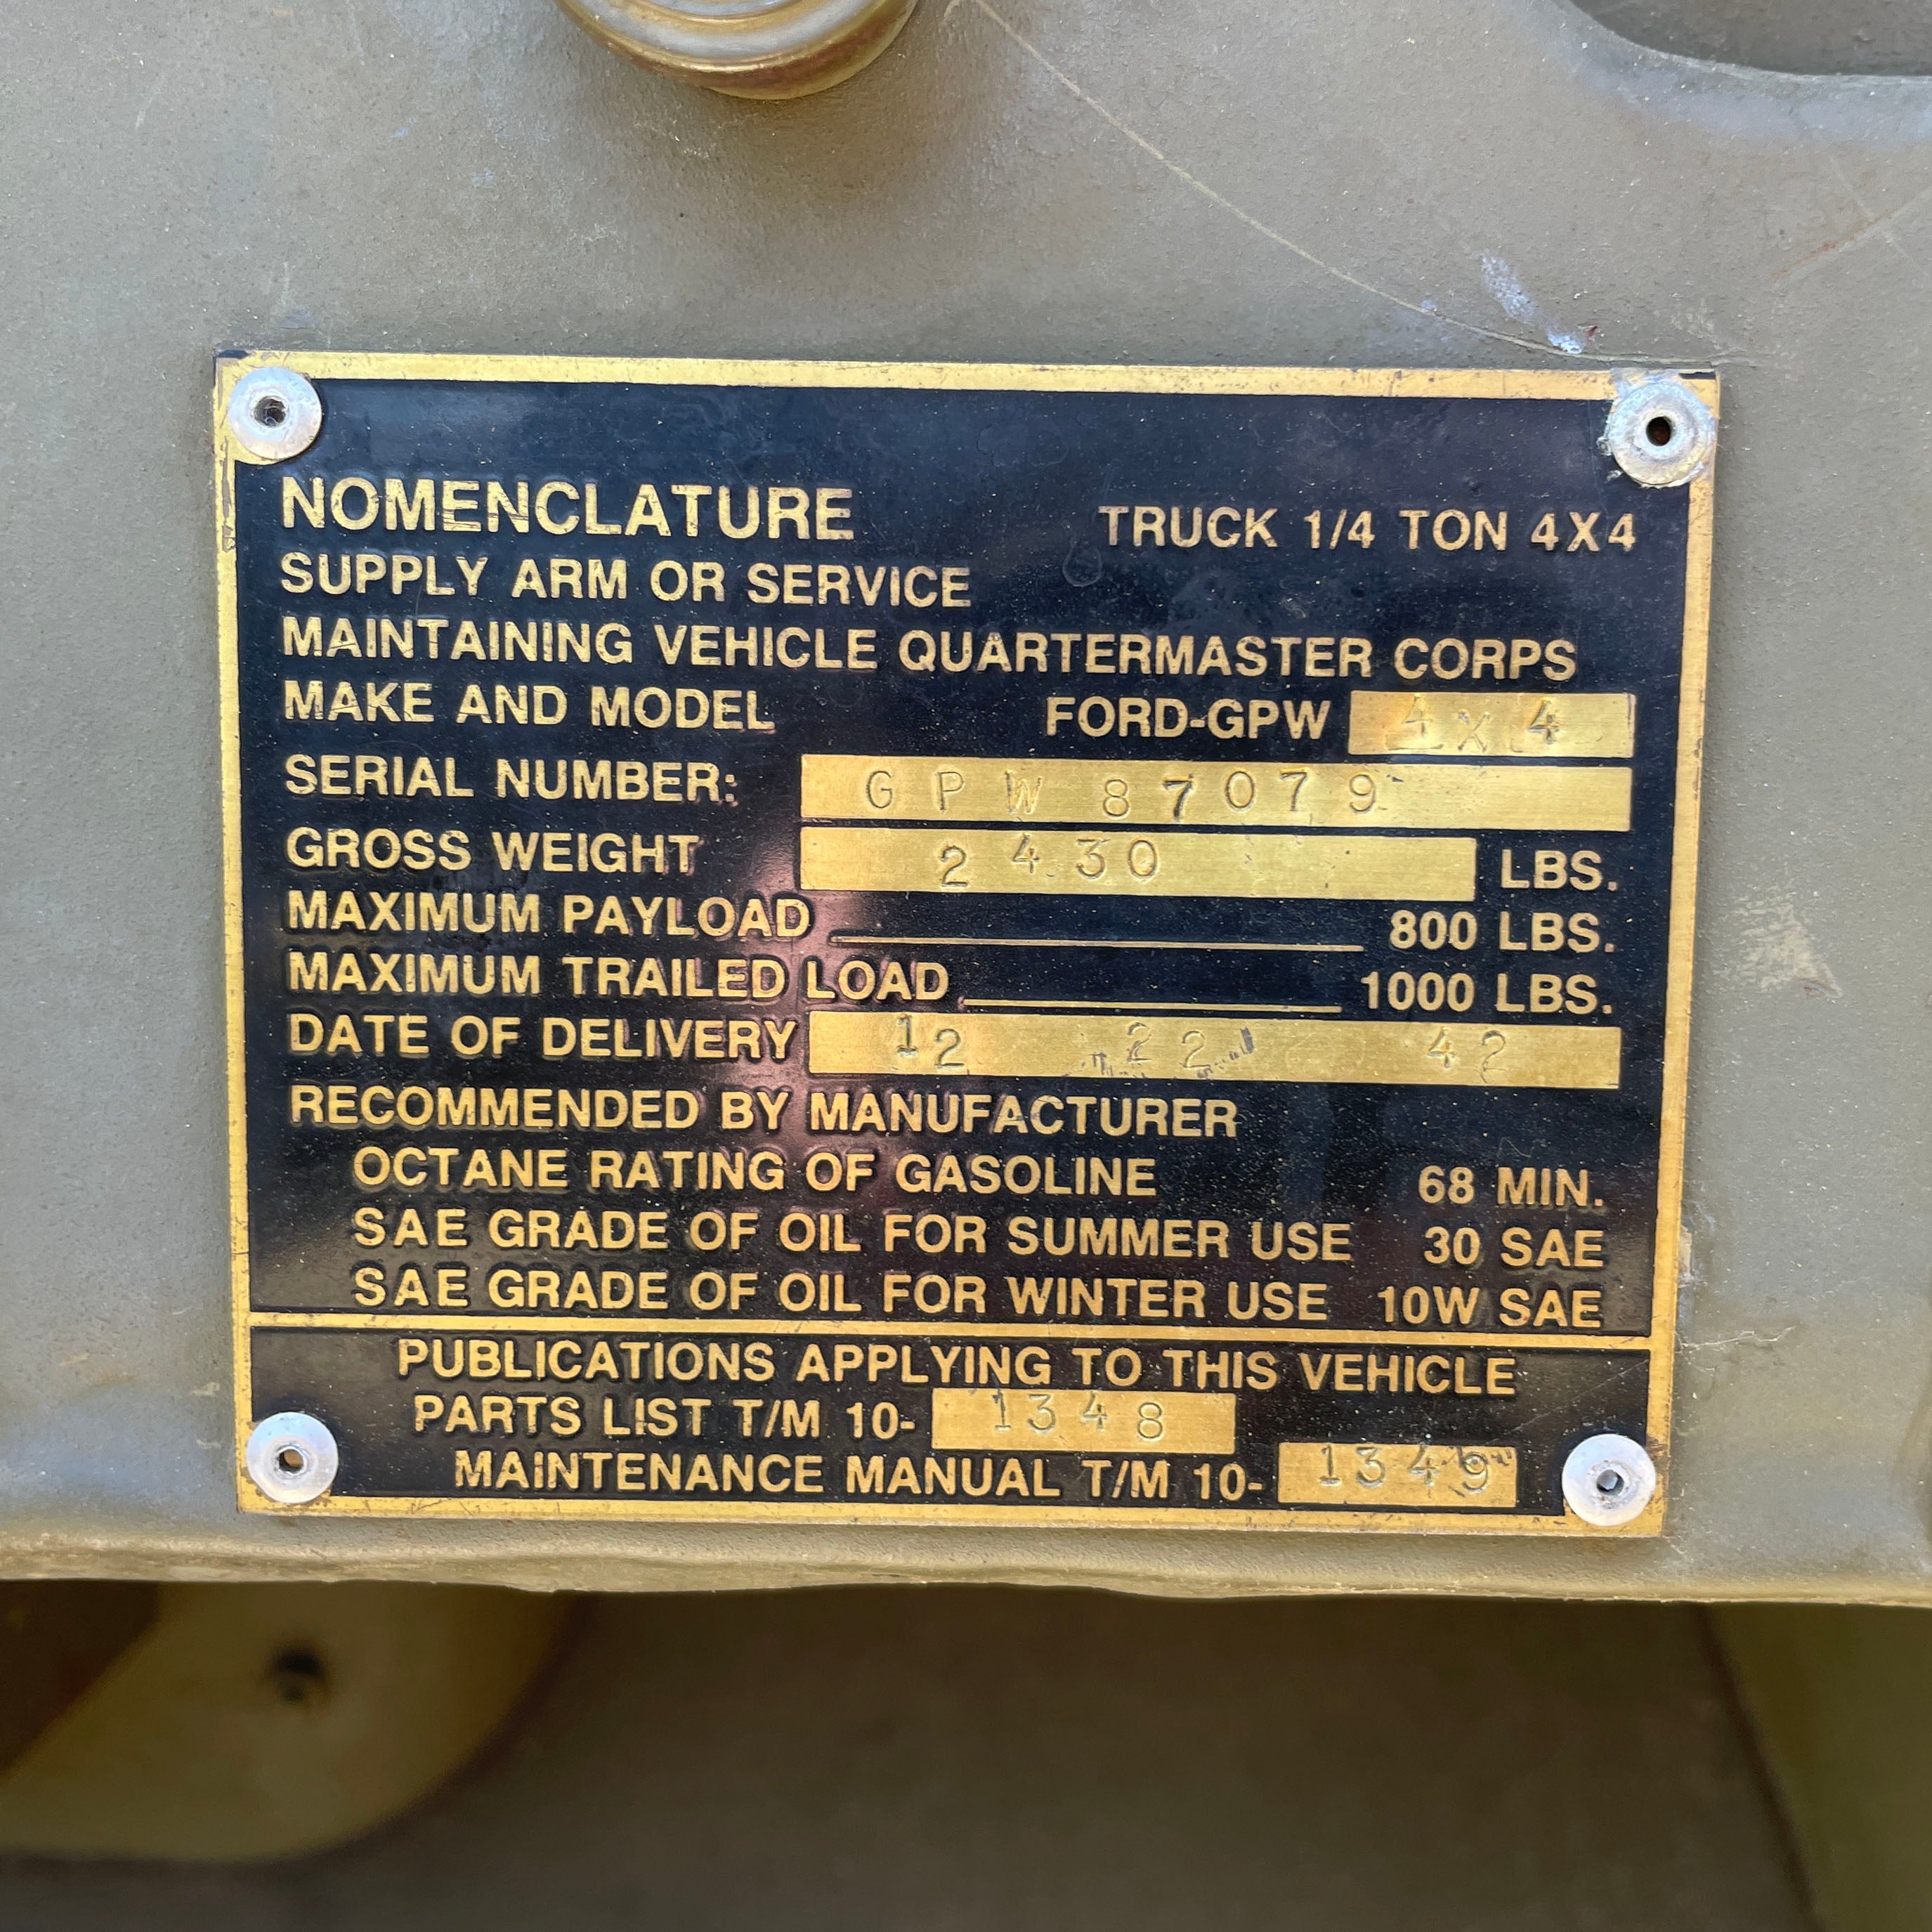 NOMENCLATURE TRUCK 1/4 TON 4X4
SUPPLY ARM OR SERVICE
MAINTAINING VEHICLE QUARTERMASTER CORPS
MAKE AND MODEL FORD-GPW 4x4
SERIAL NUMBER: GPW 87079
GROSS WEIGHT 2430 LBS.
MAXIMUM PAYLOAD 800 LBS.
MAXIMUM TRAILED LOAD 1000 LBS.
DATE OF DELIVERY 12 22 42
RECOMMENDED BY MANUFACTURER
OCTANE RATING OF GASOLINE 68 MIN.
SAE GRADE OF OIL FOR SUMMER USE 30 SAE
SAE GRADE OF OIL FOR WINTER USE 10W SAE
PUBLICATIONS APPLYING TO THIS VEHICLE
PARTS LIST T/M 10-1348
MAINTENANCE MANUAL T/M 10-1349